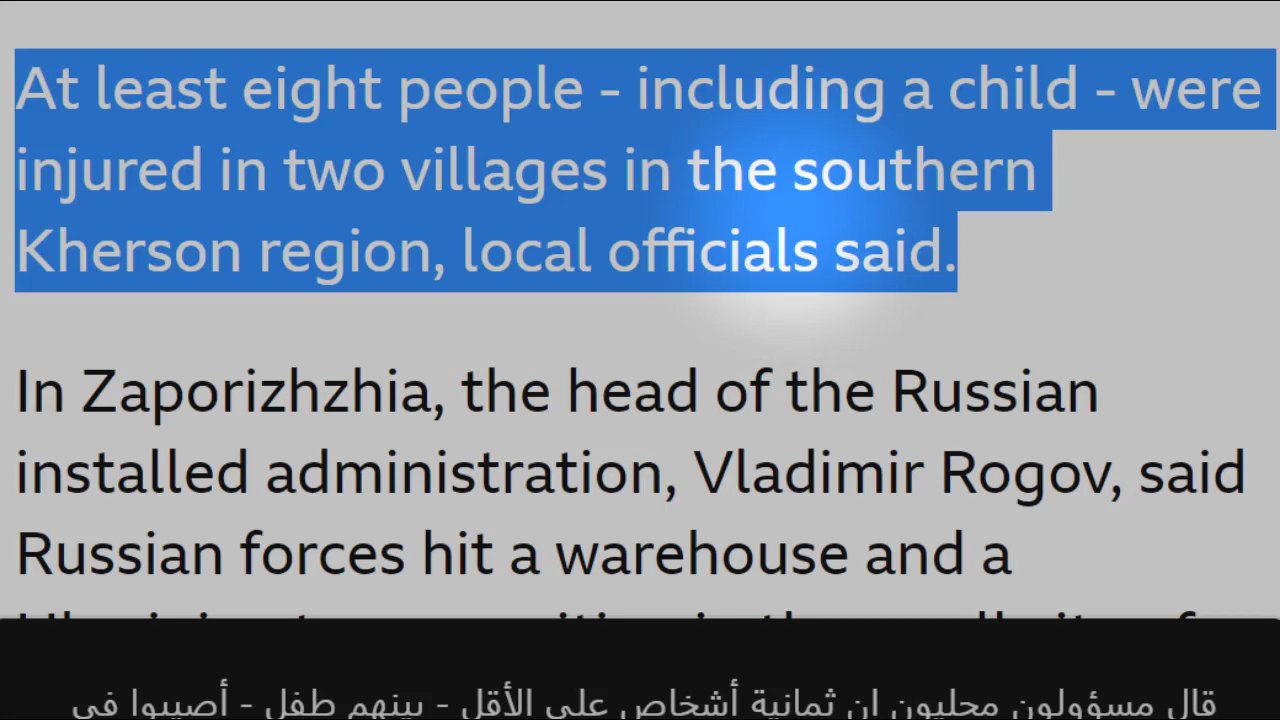 At least eight people - including a child - were
injured in two villages in the southern
Kherson region, local officials said.
In Zaporizhzhia, the head of the Russian
installed administration, Vladimir Rogov, said
Russian forces hit a warehouse and a
قال مسؤولون محليون ان ثمانية أشخاص على الأقل - بينهم طفل - أصيبوا في